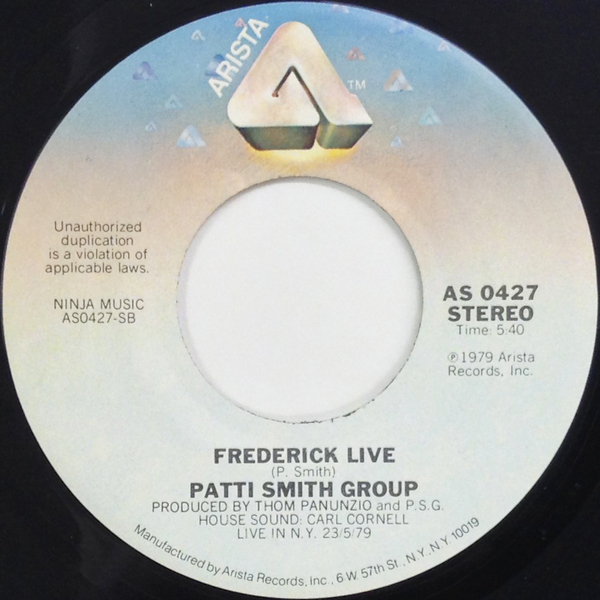 ARISTA
TM
Unauthorized
duplication
is a violation of
applicable laws.
NINJA MUSIC
AS0427-SB
AS 0427
STEREO
Time: 5:40
℗1979 Arista
Records, Inc.
FREDERICK LIVE
(P. Smith)
PATTI SMITH GROUP
PRODUCED BY THOM PANUNZIO and P.S.G.
HOUSE SOUND: CARL CORNELL
LIVE IN N.Y. 23/5/79
Manufactured by Arista Records, Inc., 6 W. 57th St., N.Y., N.Y. 10019